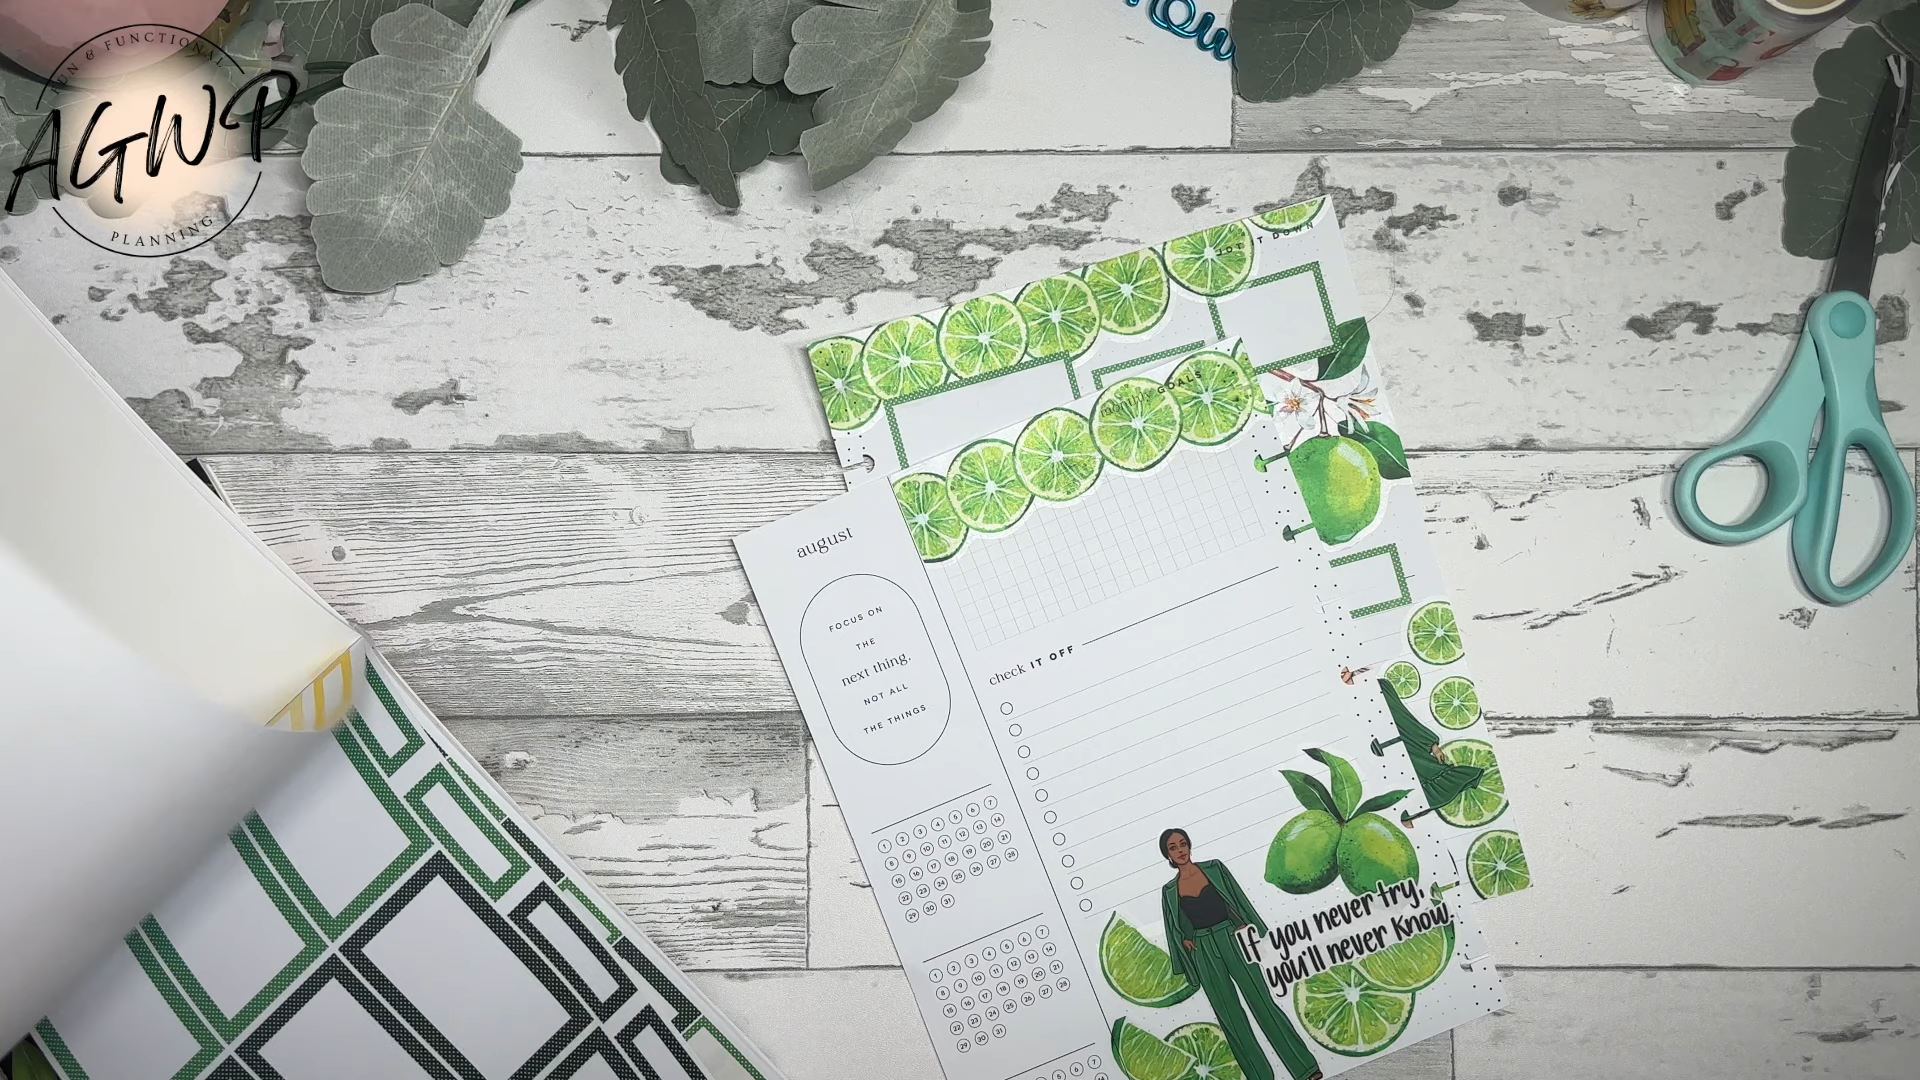 FUN & FUNCTIONAL
AGWP
PLANNING
now
JOT IT DOWN
monthly GOALS
august
FOCUS ON
THE
next thing,
NOT ALL
THE THINGS
check IT OFF
1 2 3 4 5 6 7
8 9 10 11 12 13 14
15 16 17 18 19 20 21
22 23 24 25 26 27 28
29 30 31
1 2 3 4 5 6 7
8 9 10 11 12 13 14
15 16 17 18 19 20 21
22 23 24 25 26 27 28
29 30 31
5 6 7
If you never try,
you'll never know.